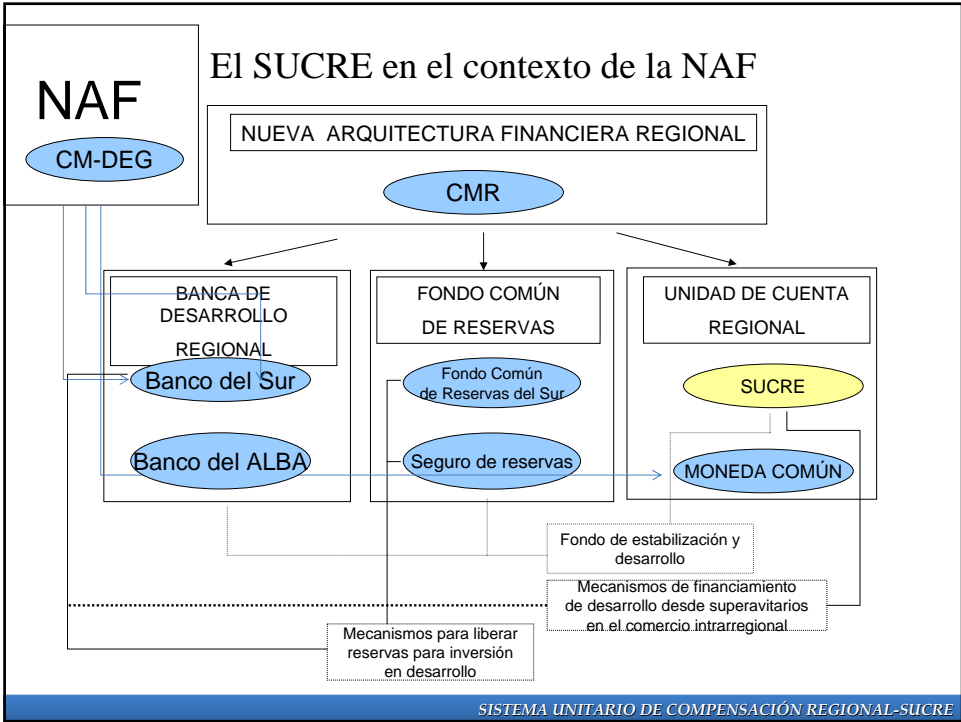 El SUCRE en el contexto de la NAF
NAF
CM-DEG
NUEVA ARQUITECTURA FINANCIERA REGIONAL
CMR
BANCA DE
DESARROLLO
REGIONAL
Banco del Sur
Banco del ALBA
FONDO COMÚN
DE RESERVAS
Fondo Común
de Reservas del Sur
Seguro de reservas
UNIDAD DE CUENTA
REGIONAL
SUCRE
MONEDA COMÚN
Fondo de estabilización y
desarrollo
Mecanismos de financiamiento
de desarrollo desde superavitarios
en el comercio intrarregional
Mecanismos para liberar
reservas para inversión
en desarrollo
SISTEMA UNITARIO DE COMPENSACIÓN REGIONAL-SUCRE